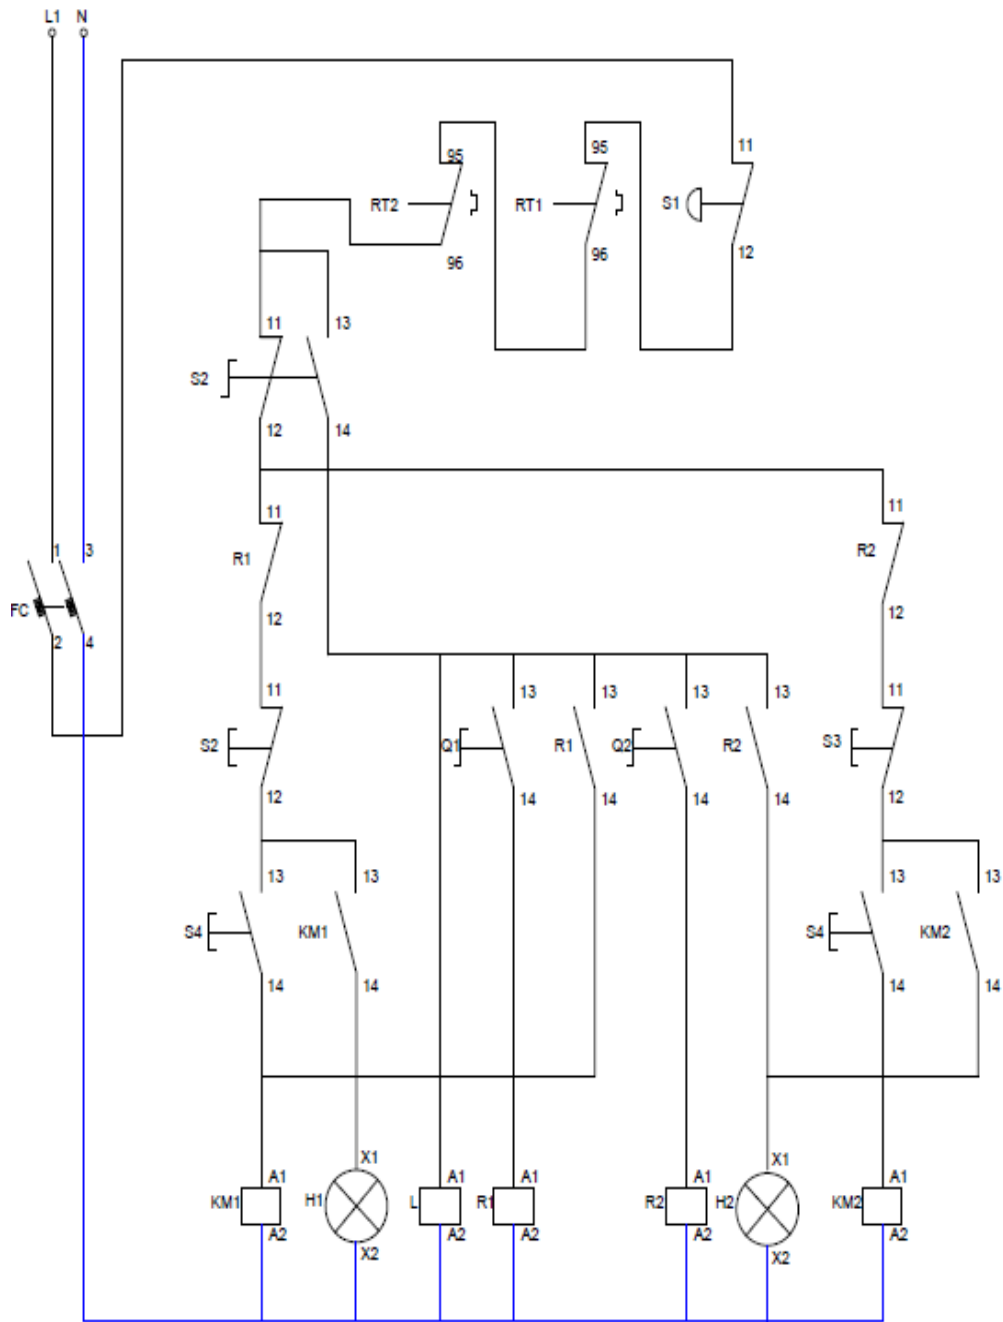 L1 N
11
95 95
RT2 RT1 S1
96 96 12
11 13
S2
12 14
11 11
1 3 R1 R2
FC
12 12
2 4
11 13 13 13 13 11
S2 Q1 R1 Q2 R2 S3
12 14 14 14 14 12
13 13 13 13
S4 KM1 S4 KM2
14 14 14 14
X1 X1
A1 A1 A1 A1 A1
KM1 H1 L R1 R2 H2 KM2
A2 A2 A2 A2 A2
X2 X2